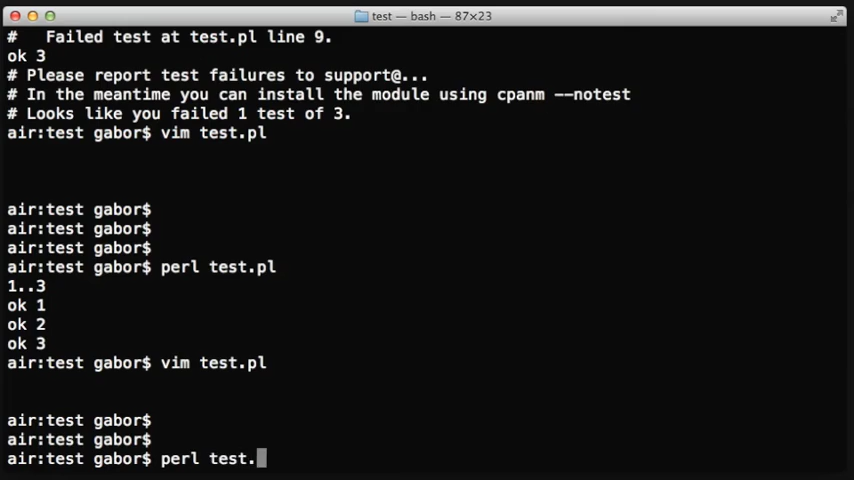 test — bash — 87×23
#   Failed test at test.pl line 9.
ok 3
# Please report test failures to support@...
# In the meantime you can install the module using cpanm --notest
# Looks like you failed 1 test of 3.
air:test gabor$ vim test.pl
air:test gabor$
air:test gabor$
air:test gabor$
air:test gabor$ perl test.pl
1..3
ok 1
ok 2
ok 3
air:test gabor$ vim test.pl
air:test gabor$
air:test gabor$
air:test gabor$ perl test.